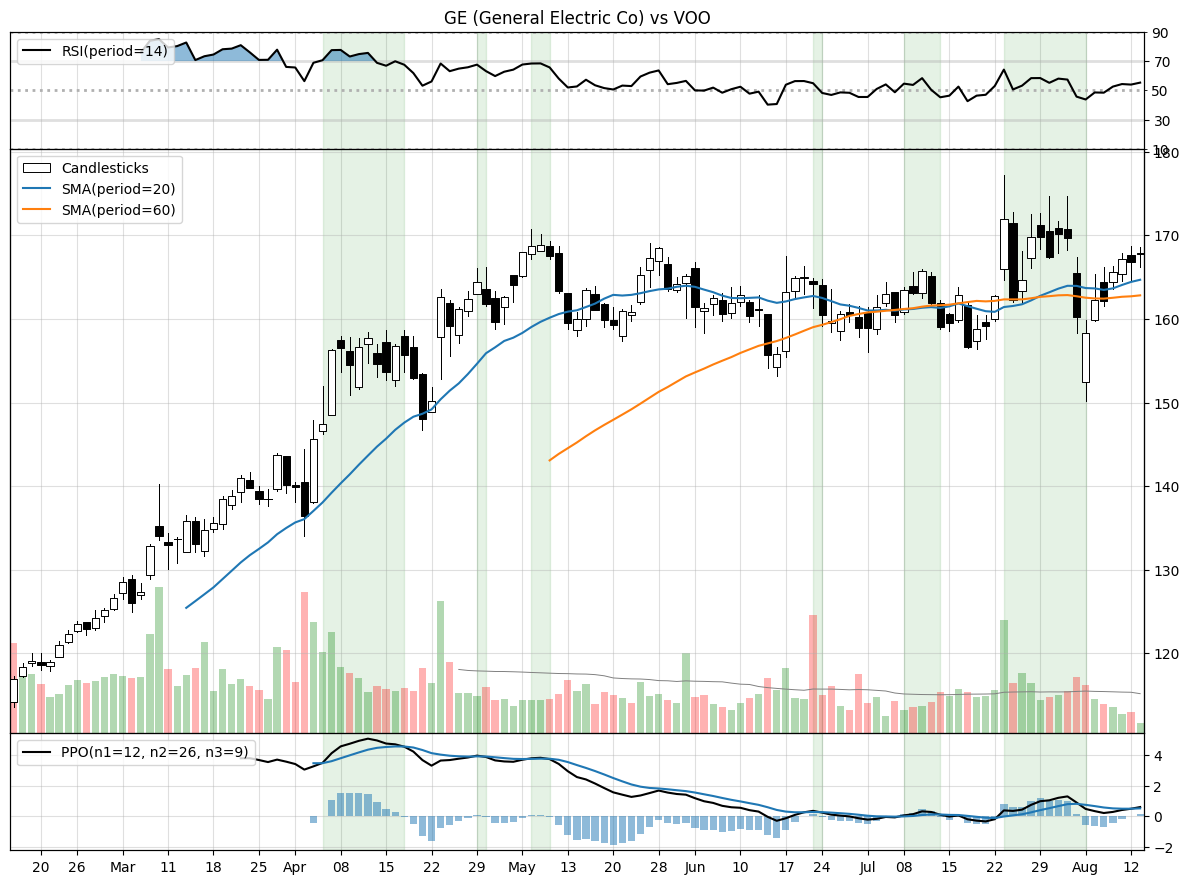 GE (General Electric Co) vs VOO
RSI(period=14)
90
70
50
30
10
Candlesticks
SMA(period=20)
SMA(period=60)
180
170
160
150
140
130
120
PPO(n1=12, n2=26, n3=9)
4
2
0
−2
20 26 Mar 11 18 25 Apr 08 15 22 29 May 13 20 28 Jun 10 17 24 Jul 08 15 22 29 Aug 12